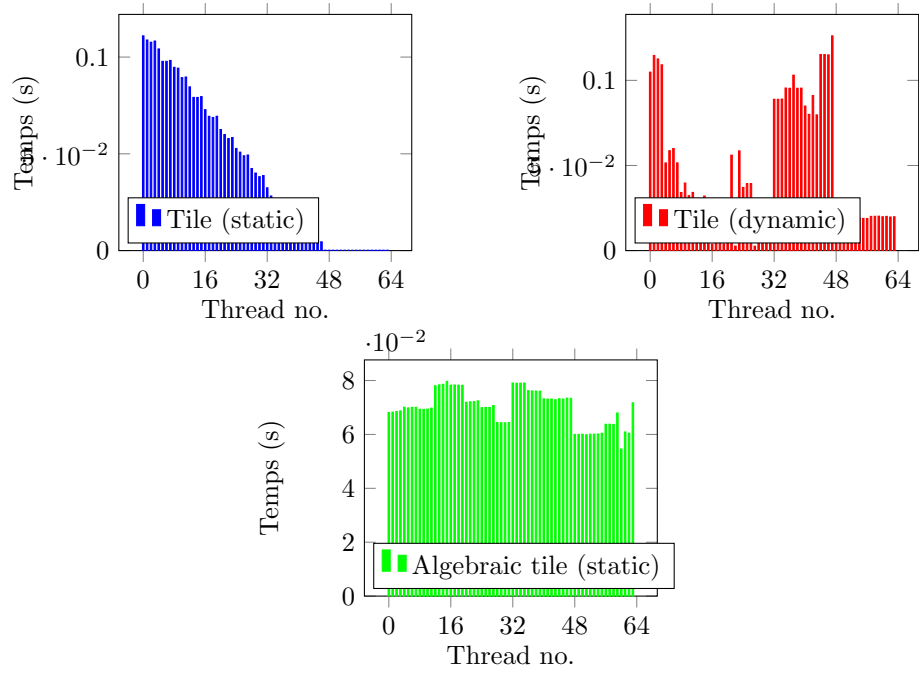 0.1
5 · 10−2
0
Temps (s)
Tile (static)
0 16 32 48 64
Thread no.
0.1
5 · 10−2
0
Temps (s)
Tile (dynamic)
0 16 32 48 64
Thread no.
·10−2
8
6
4
2
0
Temps (s)
Algebraic tile (static)
0 16 32 48 64
Thread no.